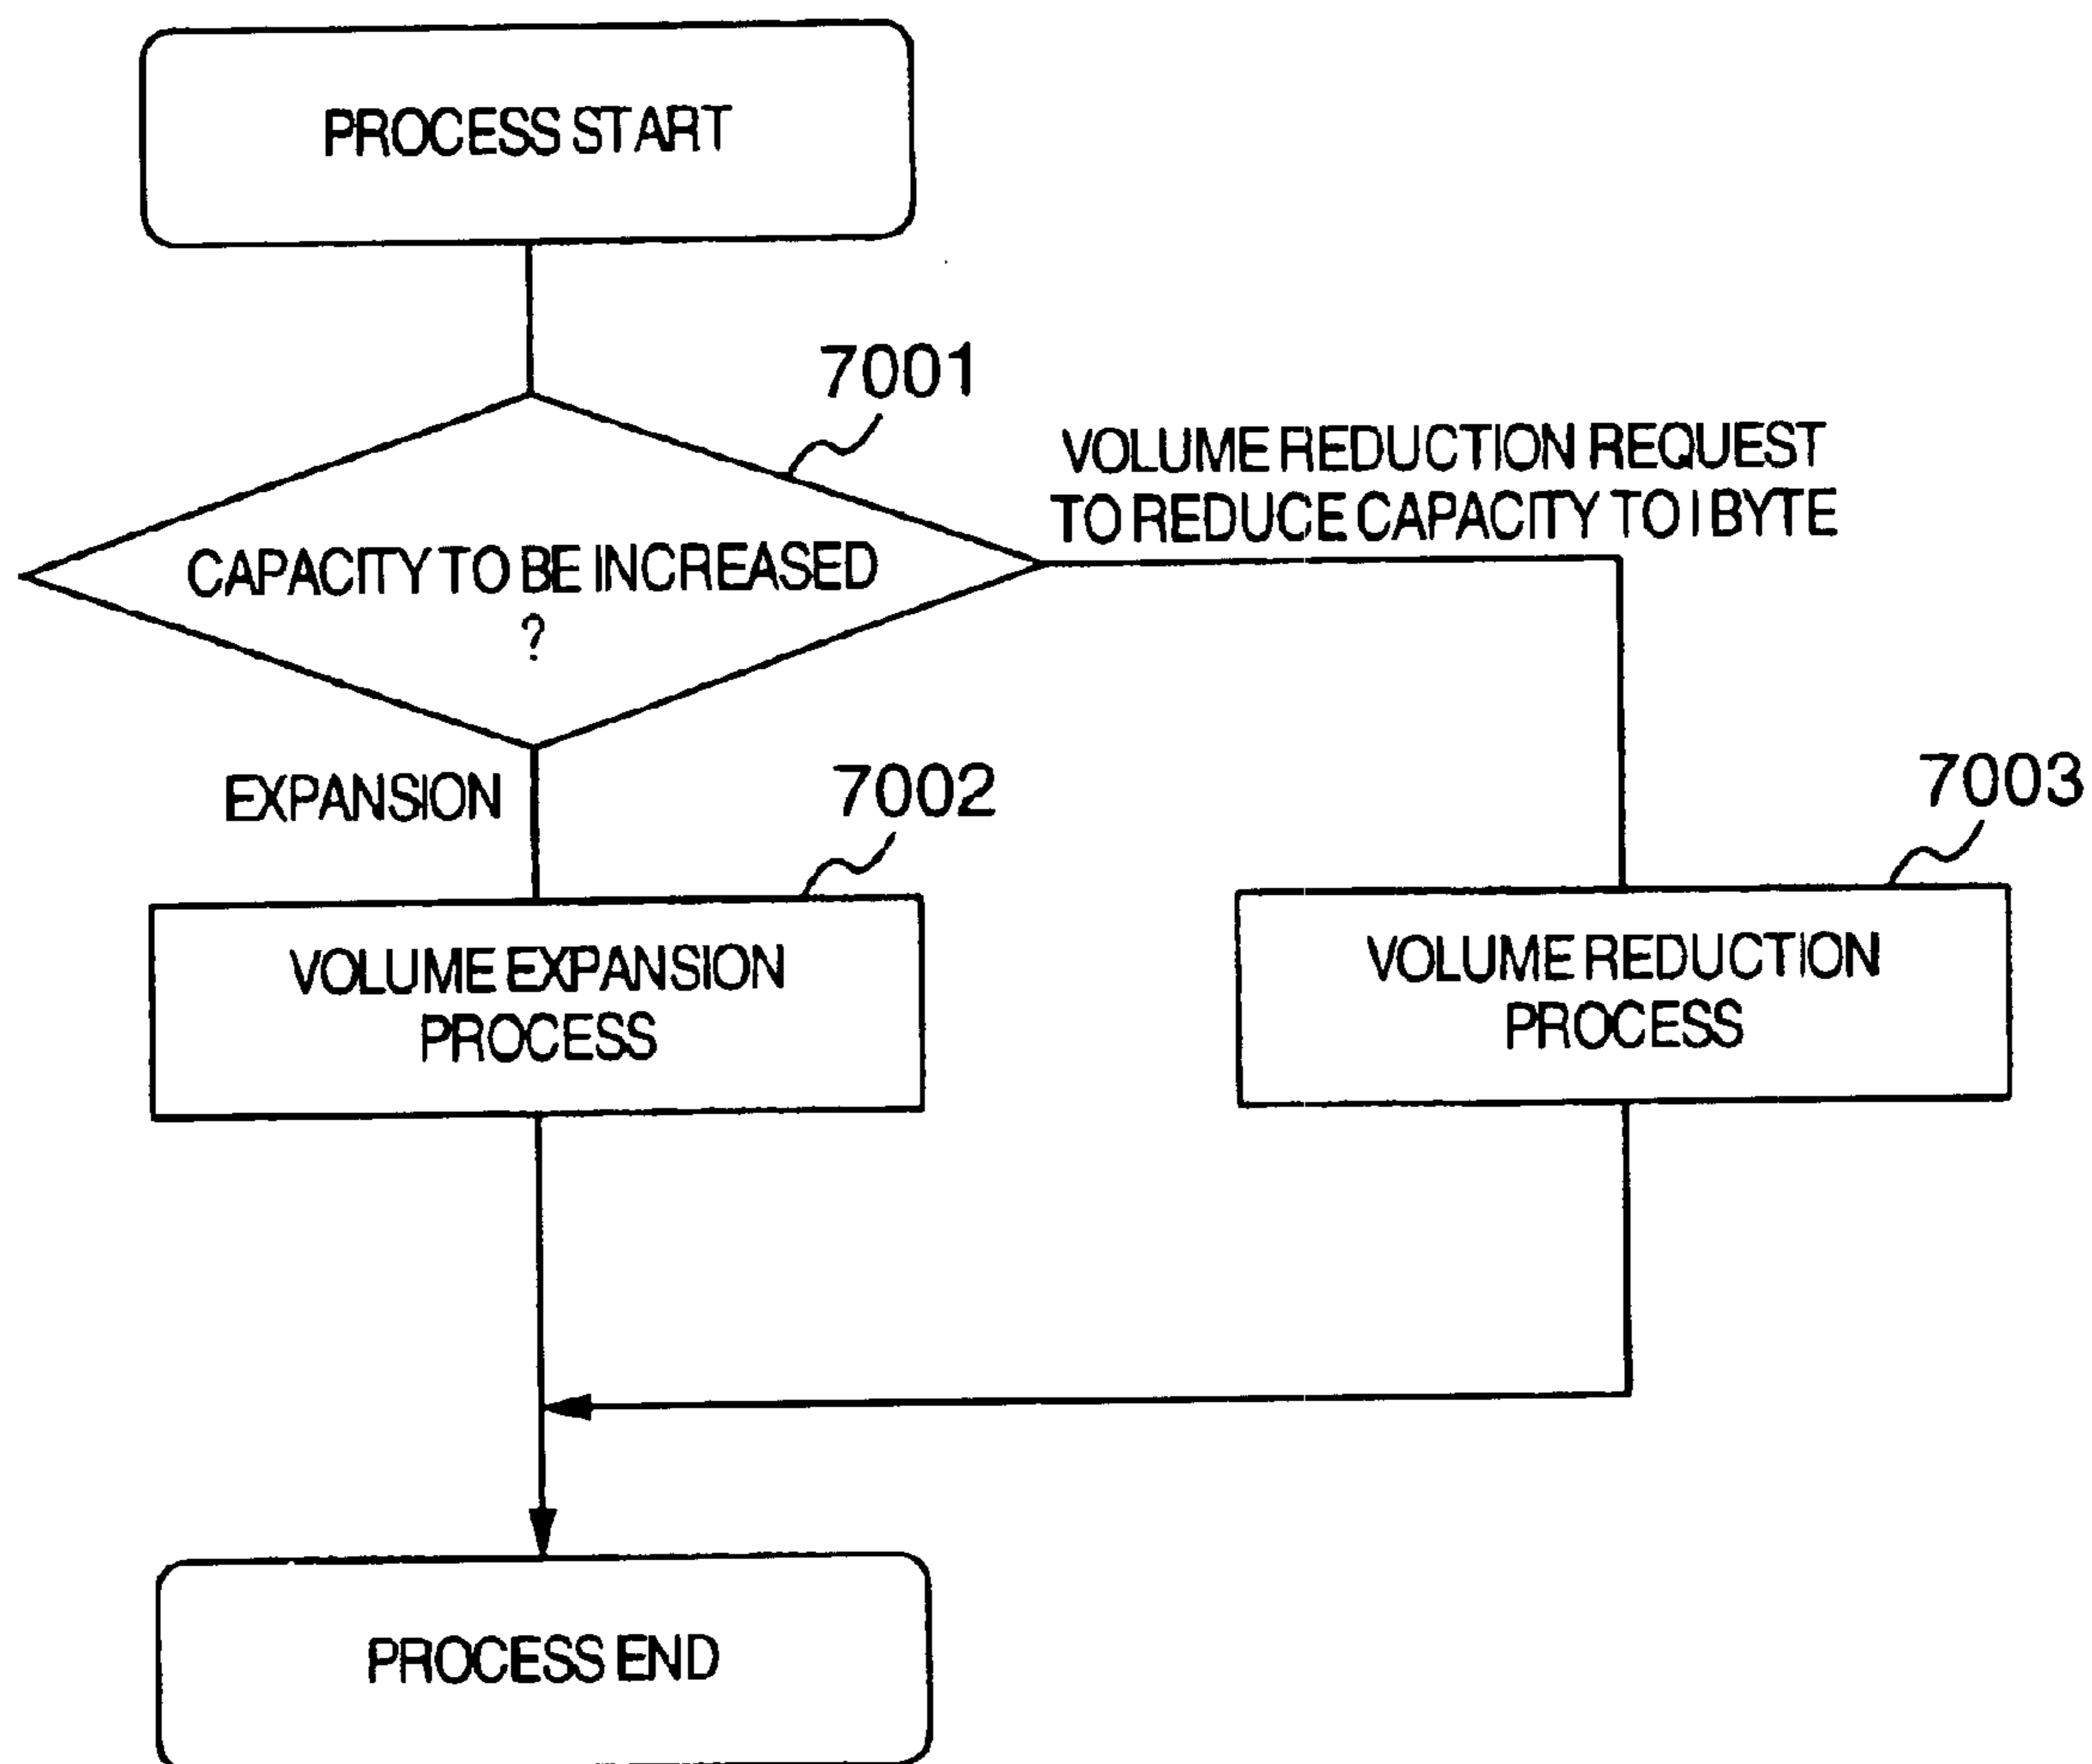 PROCESS START
7001
VOLUME REDUCTION REQUEST
TO REDUCE CAPACITY TO I BYTE
CAPACITY TO BE INCREASED
?
EXPANSION
7002
7003
VOLUME EXPANSION
PROCESS
VOLUME REDUCTION
PROCESS
PROCESS END